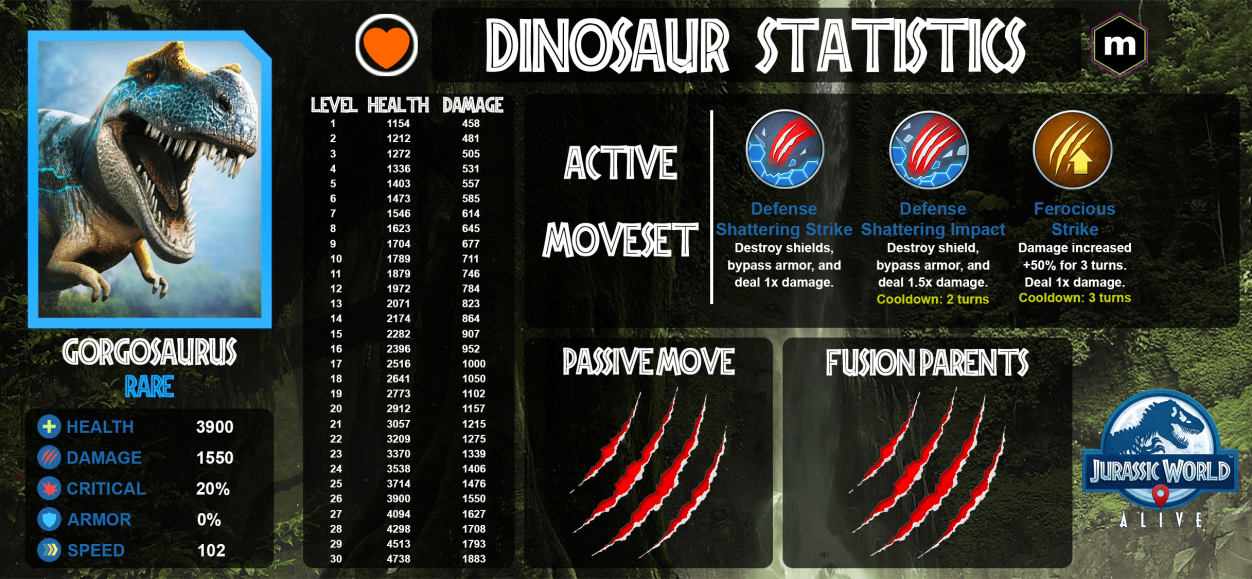 DINOSAUR STATISTICS
m
GORGOSAURUS
RARE
HEALTH 3900
DAMAGE 1550
CRITICAL 20%
ARMOR 0%
SPEED 102
LEVEL HEALTH DAMAGE
1 1154 458
2 1212 481
3 1272 505
4 1336 531
5 1403 557
6 1473 585
7 1546 614
8 1623 645
9 1704 677
10 1789 711
11 1879 746
12 1972 784
13 2071 823
14 2174 864
15 2282 907
16 2396 952
17 2516 1000
18 2641 1050
19 2773 1102
20 2912 1157
21 3057 1215
22 3209 1275
23 3370 1339
24 3538 1406
25 3714 1476
26 3900 1550
27 4094 1627
28 4298 1708
29 4513 1793
30 4738 1883
ACTIVE
MOVESET
Defense
Shattering Strike
Destroy shields,
bypass armor, and
deal 1x damage.
Defense
Shattering Impact
Destroy shield,
bypass armor, and
deal 1.5x damage.
Cooldown: 2 turns
Ferocious
Strike
Damage increased
+50% for 3 turns.
Deal 1x damage.
Cooldown: 3 turns
PASSIVE MOVE
FUSION PARENTS
JURASSIC WORLD
ALIVE